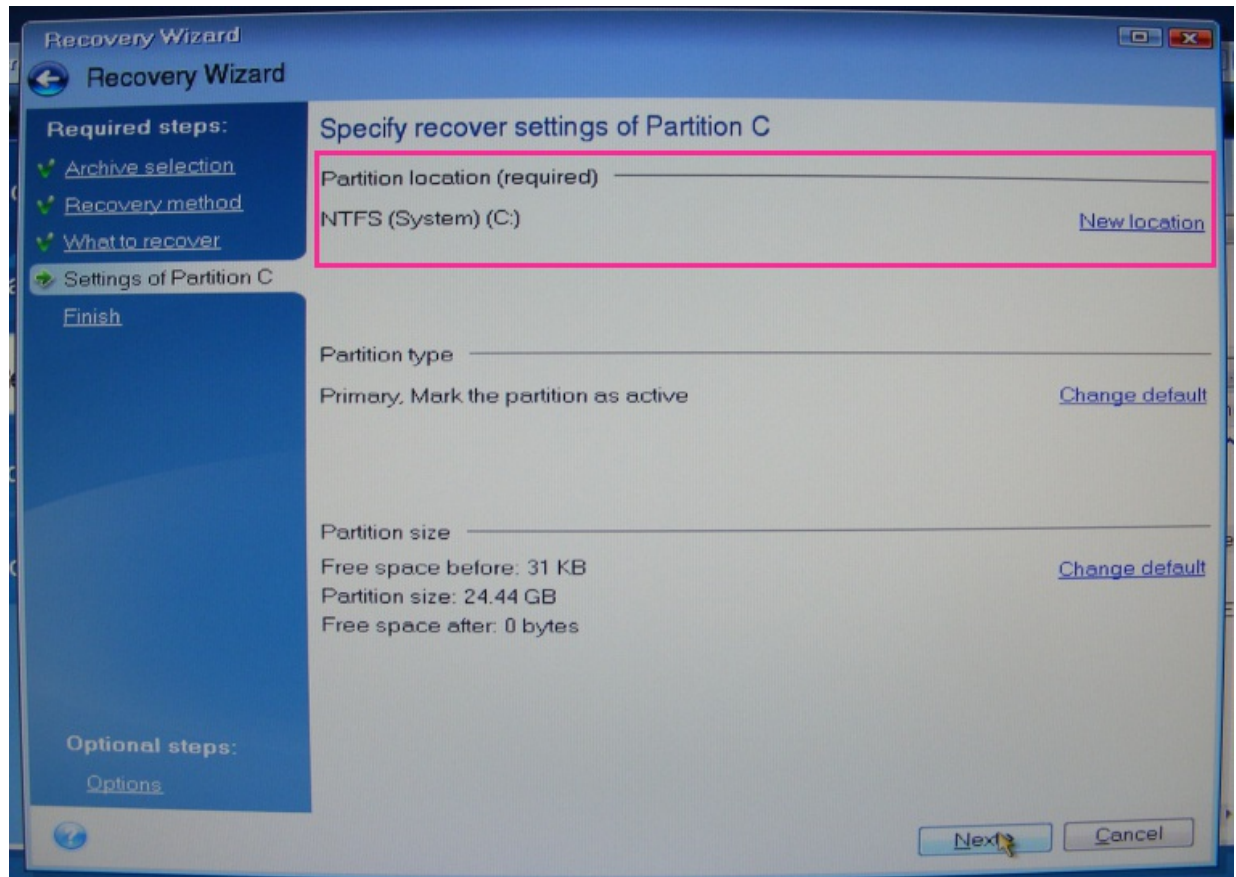 Recovery Wizard
Recovery Wizard
Required steps:
Archive selection
Recovery method
What to recover
Settings of Partition C
Finish
Optional steps:
Options
Specify recover settings of Partition C
Partition location (required)
NTFS (System) (C:)
New location
Partition type
Primary, Mark the partition as active
Change default
Partition size
Free space before: 31 KB
Change default
Partition size: 24.44 GB
Free space after: 0 bytes
Next
Cancel